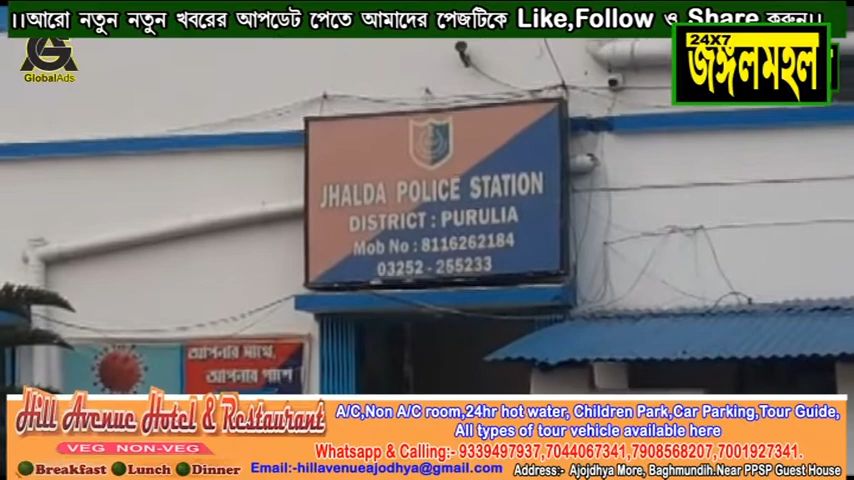 ।।আরো নতুন নতুন খবরের আপডেট পেতে আমাদের পেজটিকে Like,Follow ও Share করুন।।
GlobalAds
24X7
জঙ্গলমহল
JHALDA POLICE STATION
DISTRICT : PURULIA
Mob No : 8116262184
03252 - 255233
আপনার সাথে,
আপনার পাশে
Hill Avenue Hotel & Restaurant
VEG NON-VEG
Breakfast Lunch Dinner
A/C,Non A/C room,24hr hot water, Children Park,Car Parking,Tour Guide,
All types of tour vehicle available here
Whatsapp & Calling:- 9339497937,7044067341,7908568207,7001927341.
Email:-hillavenueajodhya@gmail.com
Address:- Ajojdhya More, Baghmundih.Near PPSP Guest House